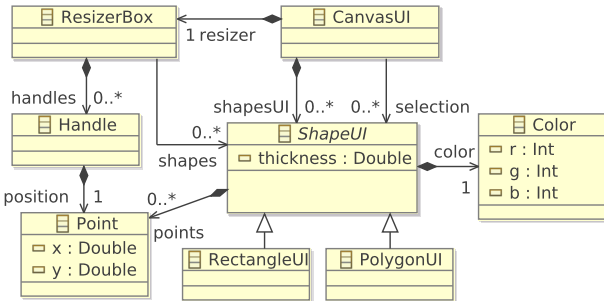 ResizerBox
CanvasUI
1 resizer
handles 0..*
shapesUI 0..* 0..* selection
Handle
0..*
shapes
ShapeUI
thickness : Double
color
1
Color
r : Int
g : Int
b : Int
position 1
0..*
points
Point
x : Double
y : Double
RectangleUI
PolygonUI